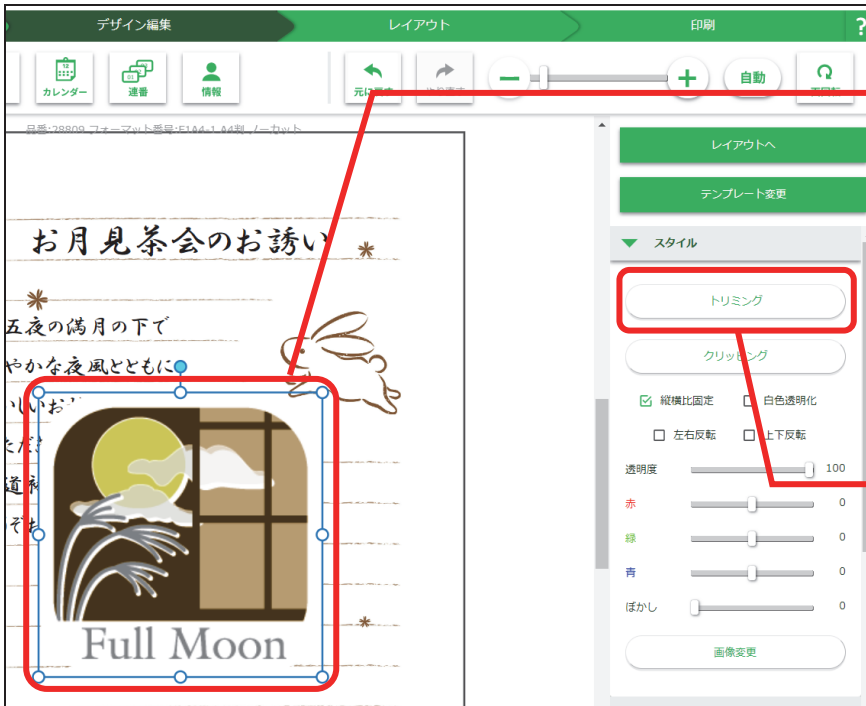 デザイン編集
レイアウト
印刷
?
カレンダー
連番
情報
自動
品番:28809 フォーマット番号:F1A4-1 A4判 ノーカット
レイアウトへ
テンプレート変更
スタイル
お月見茶会のお誘い
トリミング
五夜の満月の下で
やかな夜風とともに
クリッピング
縦横比固定
白色透明化
左右反転
上下反転
透明度
100
赤
0
緑
0
青
0
ぼかし
0
画像変更
Full Moon